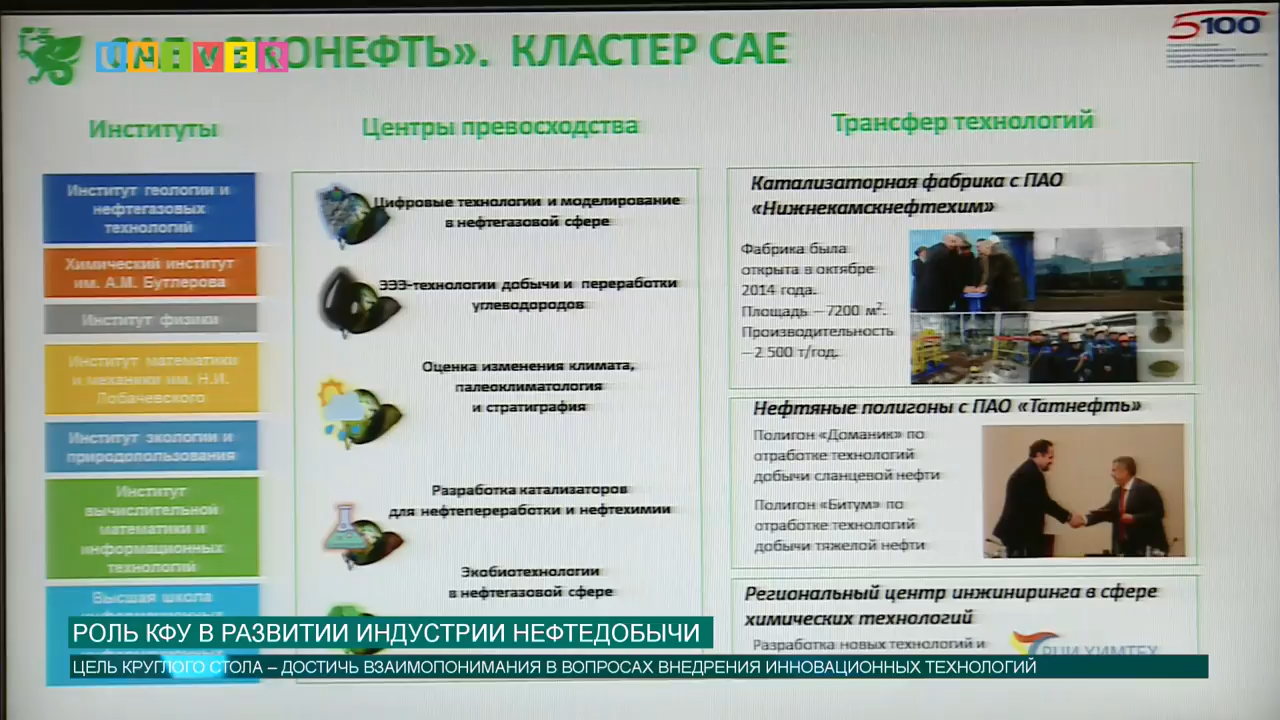 UNIVER
ЭКОНЕФТЬ». КЛАСТЕР САЕ
5100
Институты
Институт геологии и
нефтегазовых
технологий
Химический институт
им. А.М. Бутлерова
Институт физики
Институт математики
и механики им. Н.И.
Лобачевского
Институт экологии и
природопользования
Институт
вычислительной
математики и
информационных
технологий
Высшая школа
Центры превосходства
Цифровые технологии и моделирование
в нефтегазовой сфере
ЭЭЭ-технологии добычи и переработки
углеводородов
Оценка изменения климата,
палеоклиматология
и стратиграфия
Разработка катализаторов
для нефтепереработки и нефтехимии
Экобиотехнологии
в нефтегазовой сфере
Трансфер технологий
Катализаторная фабрика с ПАО
«Нижнекамскнефтехим»
Фабрика была
открыта в октябре
2014 года.
Площадь – 7200 м².
Производительность
– 2 500 т/год.
Нефтяные полигоны с ПАО «Татнефть»
Полигон «Доманик» по
отработке технологий
добычи сланцевой нефти
Полигон «Битум» по
отработке технологий
добычи тяжелой нефти
Региональный центр инжиниринга в сфере
химических технологий
Разработка новых технологий и
РЦИ ХИМТЕХ
РОЛЬ КФУ В РАЗВИТИИ ИНДУСТРИИ НЕФТЕДОБЫЧИ
ЦЕЛЬ КРУГЛОГО СТОЛА – ДОСТИЧЬ ВЗАИМОПОНИМАНИЯ В ВОПРОСАХ ВНЕДРЕНИЯ ИННОВАЦИОННЫХ ТЕХНОЛОГИЙ